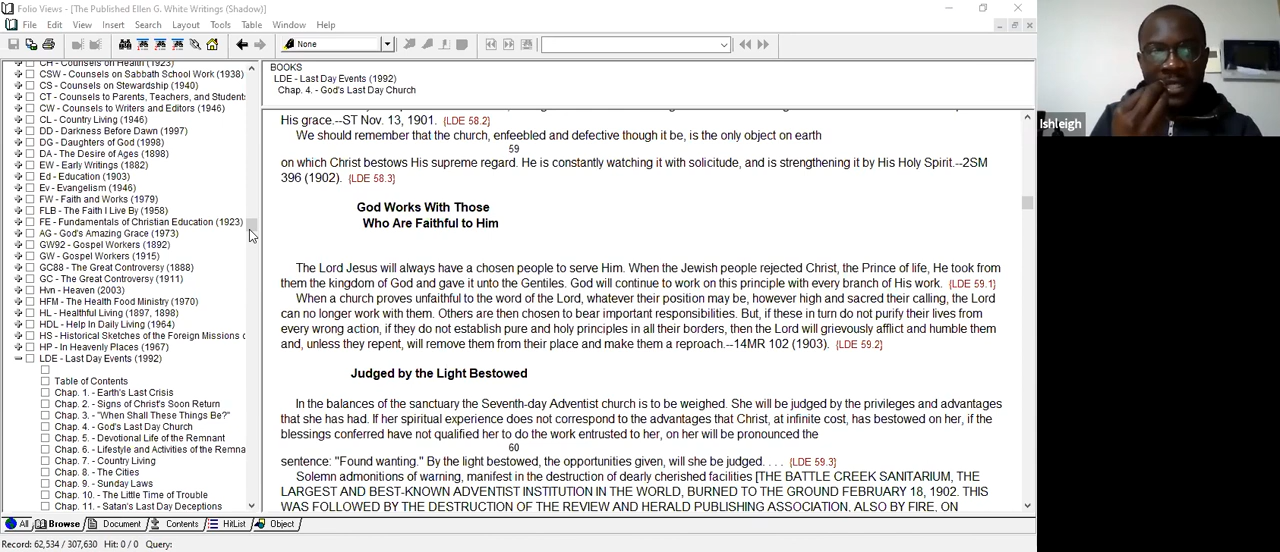 Folio Views - [The Published Ellen G. White Writings (Shadow)]
File Edit View Insert Search Layout Tools Table Window Help
None
CH - Counsels on Health (1923)
CSW - Counsels on Sabbath School Work (1938)
CS - Counsels on Stewardship (1940)
CT - Counsels to Parents, Teachers, and Students
CW - Counsels to Writers and Editors (1946)
CL - Country Living (1946)
DD - Darkness Before Dawn (1997)
DG - Daughters of God (1998)
DA - The Desire of Ages (1898)
EW - Early Writings (1882)
Ed - Education (1903)
Ev - Evangelism (1946)
FW - Faith and Works (1979)
FLB - The Faith I Live By (1958)
FE - Fundamentals of Christian Education (1923)
AG - God's Amazing Grace (1973)
GW92 - Gospel Workers (1892)
GW - Gospel Workers (1915)
GC88 - The Great Controversy (1888)
GC - The Great Controversy (1911)
Hvn - Heaven (2003)
HFM - The Health Food Ministry (1970)
HL - Healthful Living (1897, 1898)
HDL - Help In Daily Living (1964)
HS - Historical Sketches of the Foreign Missions o
HP - In Heavenly Places (1967)
LDE - Last Day Events (1992)
Table of Contents
Chap. 1. - Earth's Last Crisis
Chap. 2 - Signs of Christ's Soon Return
Chap. 3. - "When Shall These Things Be?"
Chap. 4 - God's Last Day Church
Chap. 5. - Devotional Life of the Remnant
Chap. 6 - Lifestyle and Activities of the Remna
Chap. 7. - Country Living
Chap. 8. - The Cities
Chap. 9. - Sunday Laws
Chap. 10. - The Little Time of Trouble
Chap. 11. - Satan's Last Day Deceptions
BOOKS
LDE - Last Day Events (1992)
Chap. 4. - God's Last Day Church
His grace.--ST Nov. 13, 1901. {LDE 58.2}
We should remember that the church, enfeebled and defective though it be, is the only object on earth
59
on which Christ bestows His supreme regard. He is constantly watching it with solicitude, and is strengthening it by His Holy Spirit.--2SM
396 (1902). {LDE 58.3}
God Works With Those
Who Are Faithful to Him
The Lord Jesus will always have a chosen people to serve Him. When the Jewish people rejected Christ, the Prince of life, He took from
them the kingdom of God and gave it unto the Gentiles. God will continue to work on this principle with every branch of His work. {LDE 59.1}
When a church proves unfaithful to the word of the Lord, whatever their position may be, however high and sacred their calling, the Lord
can no longer work with them. Others are then chosen to bear important responsibilities. But, if these in turn do not purify their lives from
every wrong action, if they do not establish pure and holy principles in all their borders, then the Lord will grievously afflict and humble them
and, unless they repent, will remove them from their place and make them a reproach.--14MR 102 (1903). {LDE 59.2}
Judged by the Light Bestowed
In the balances of the sanctuary the Seventh-day Adventist church is to be weighed. She will be judged by the privileges and advantages
that she has had. If her spiritual experience does not correspond to the advantages that Christ, at infinite cost, has bestowed on her, if the
blessings conferred have not qualified her to do the work entrusted to her, on her will be pronounced the
60
sentence: "Found wanting." By the light bestowed, the opportunities given, will she be judged. . . . {LDE 59.3}
Solemn admonitions of warning, manifest in the destruction of dearly cherished facilities [THE BATTLE CREEK SANITARIUM, THE
LARGEST AND BEST-KNOWN ADVENTIST INSTITUTION IN THE WORLD, BURNED TO THE GROUND FEBRUARY 18, 1902. THIS
WAS FOLLOWED BY THE DESTRUCTION OF THE REVIEW AND HERALD PUBLISHING ASSOCIATION, ALSO BY FIRE, ON
All Browse Document Contents HitList Object
Record: 62,534 / 307,630 Hit: 0 / 0 Query:
Ishleigh